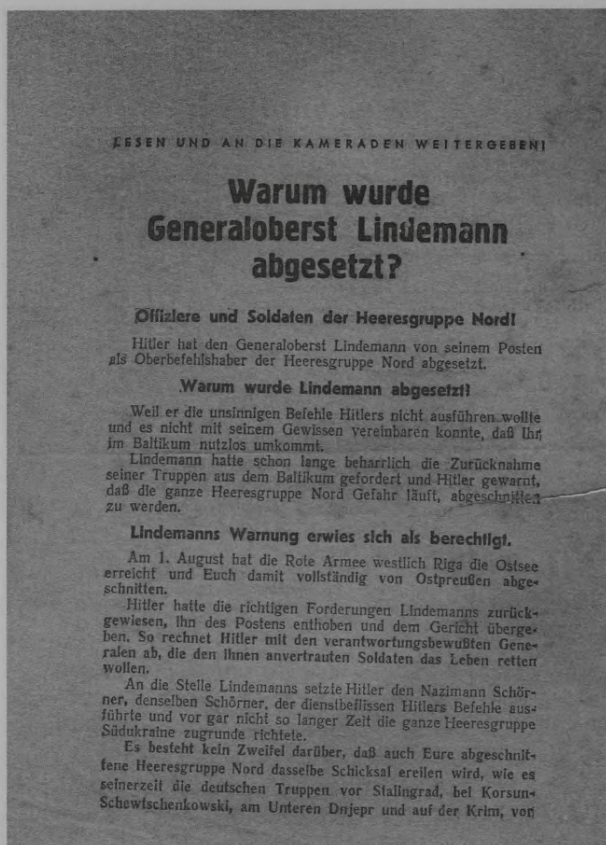 LESEN UND AN DIE KAMERADEN WEITERGEBEN!
Warum wurde
Generaloberst Lindemann
abgesetzt?
Offiziere und Soldaten der Heeresgruppe Nord!
Hitler hat den Generaloberst Lindemann von seinem Posten
als Oberbefehlshaber der Heeresgruppe Nord abgesetzt.
Warum wurde Lindemann abgesetzt?
Weil er die unsinnigen Befehle Hitlers nicht ausführen wollte
und es nicht mit seinem Gewissen vereinbaren konnte, daß Ihr
im Baltikum nutzlos umkommt.
Lindemann hatte schon lange beharrlich die Zurücknahme
seiner Truppen aus dem Baltikum gefordert und Hitler gewarnt,
daß die ganze Heeresgruppe Nord Gefahr läuft, abgeschnitten
zu werden.
Lindemanns Warnung erwies sich als berechtigt.
Am 1. August hat die Rote Armee westlich Riga die Ostsee
erreicht und Euch damit vollständig von Ostpreußen abge-
schnitten.
Hitler hatte die richtigen Forderungen Lindemanns zurück-
gewiesen, ihn des Postens enthoben und dem Gericht überge-
ben. So rechnet Hitler mit den verantwortungsbewußten Gene-
ralen ab, die den ihnen anvertrauten Soldaten das Leben retten
wollen.
An die Stelle Lindemanns setzte Hitler den Nazimann Schör-
ner, denselben Schörner, der dienstbeflissen Hitlers Befehle aus-
führte und vor gar nicht so langer Zeit die ganze Heeresgruppe
Südukraine zugrunde richtete.
Es besteht kein Zweifel darüber, daß auch Eure abgeschnit-
tene Heeresgruppe Nord dasselbe Schicksal ereilen wird, wie es
seinerzeit die deutschen Truppen vor Stalingrad, bei Korsun-
Schewtschenkowski, am Unteren Dnjepr und auf der Krim, von